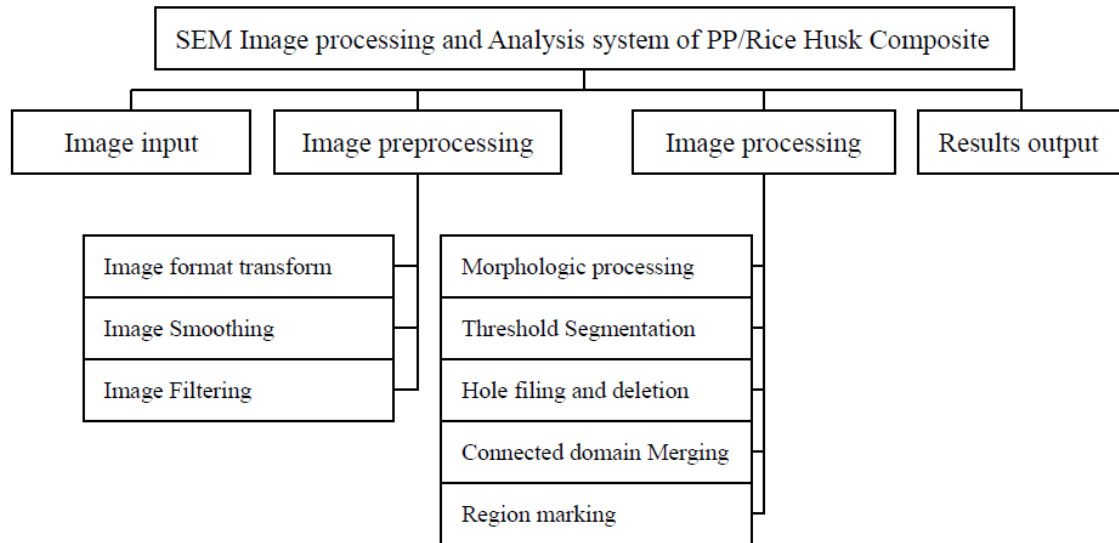 SEM Image processing and Analysis system of PP/Rice Husk Composite
Image input
Image preprocessing
Image processing
Results output
Image format transform
Image Smoothing
Image Filtering
Morphologic processing
Threshold Segmentation
Hole filing and deletion
Connected domain Merging
Region marking